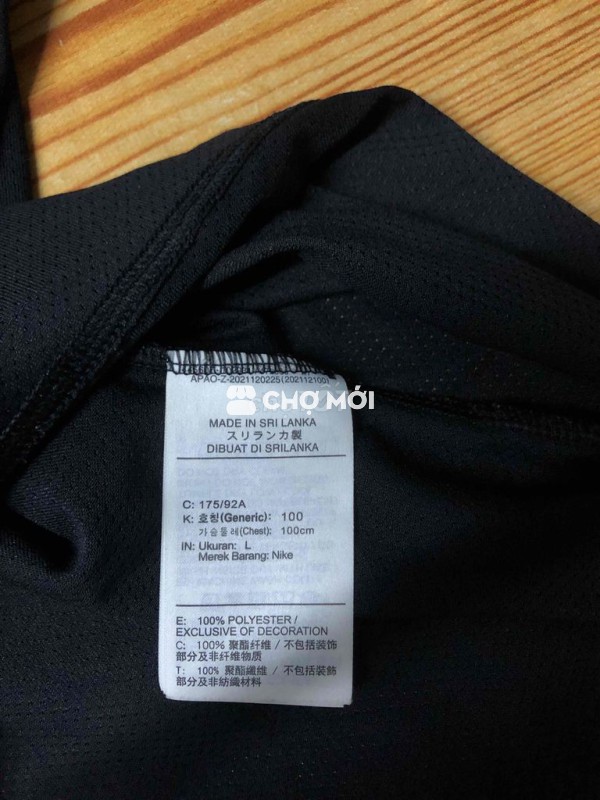 APAO-Z-2021120225(20211210D)
CHỢ MỚI
MADE IN SRI LANKA
スリランカ製
DIBUAT DI SRILANKA
C: 175/92A
K: 호칭(Generic): 100
가슴둘레(Chest): 100cm
IN: Ukuran: L
Merek Barang: Nike
E: 100% POLYESTER /
EXCLUSIVE OF DECORATION
C: 100% 聚酯纤维 / 不包括装饰
部分及非纤维物质
T: 100% 聚酯纖維 / 不包括裝飾
部分及非紡織材料